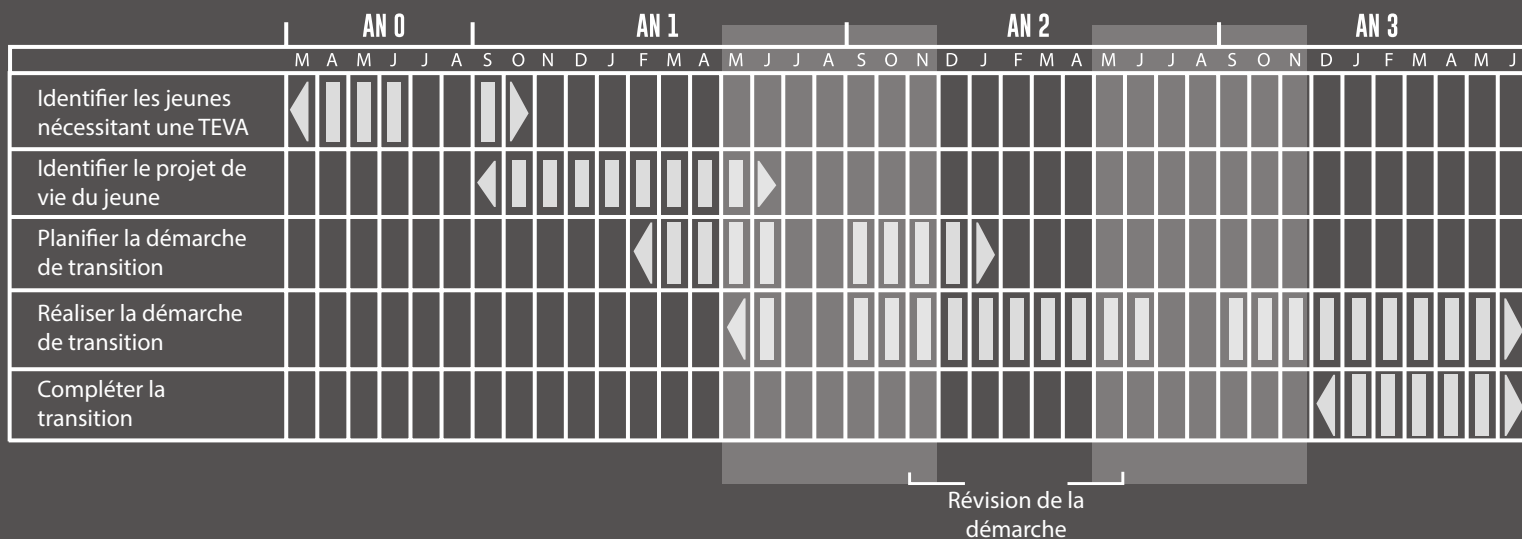 AN 0 AN 1 AN 2 AN 3
M A M J J A S O N D J F M A M J J A S O N D J F M A M J J A S O N D J F M A M J
Identifier les jeunes
nécessitant une TEVA
Identifier le projet de
vie du jeune
Planifier la démarche
de transition
Réaliser la démarche
de transition
Compléter la
transition
Révision de la
démarche